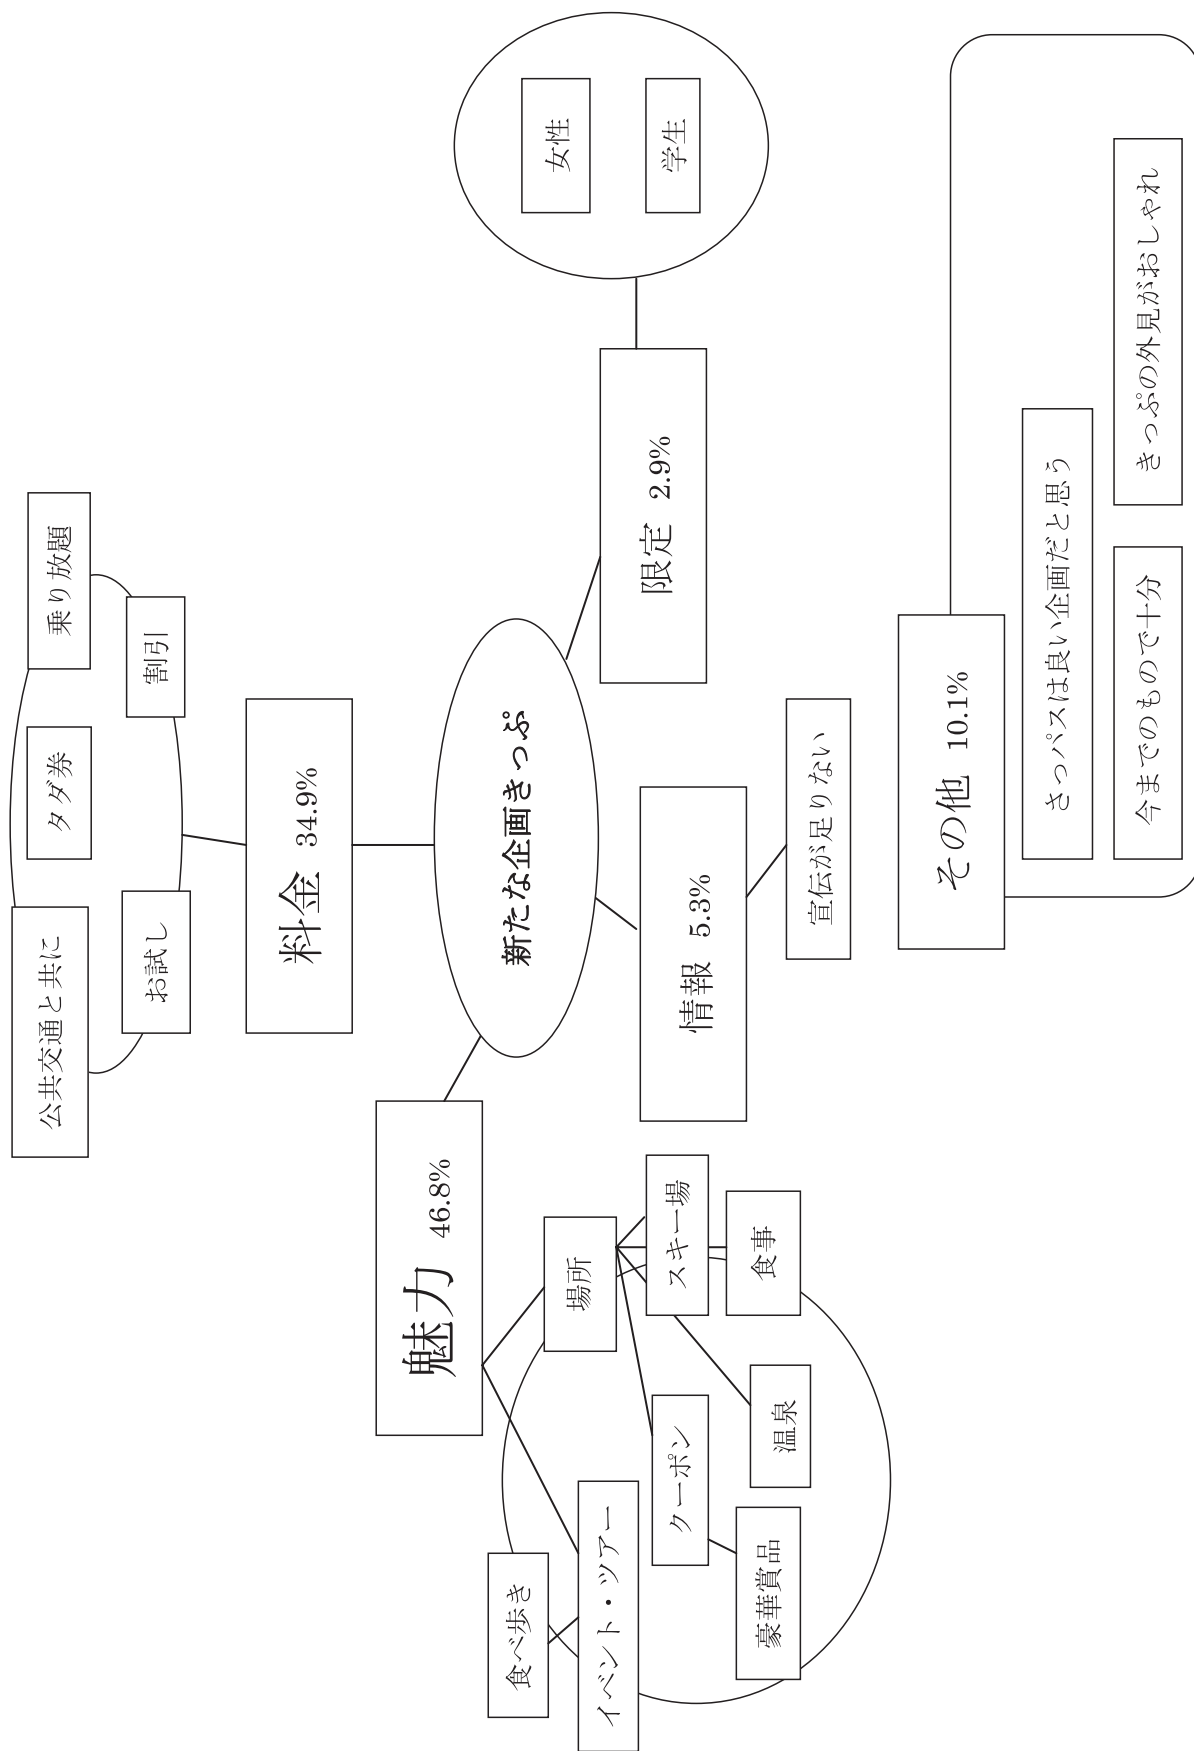 公共交通と共に
タダ券
乗り放題
お試し
割引
料金 34.9%
魅力 46.8%
新たな企画きっぷ
限定 2.9%
女性
学生
情報 5.3%
宣伝が足りない
食べ歩き
イベント・ツアー
場所
クーポン
スキー場
豪華賞品
温泉
食事
その他 10.1%
さっパスは良い企画だと思う
今までのもので十分
きっぷの外見がおしゃれ